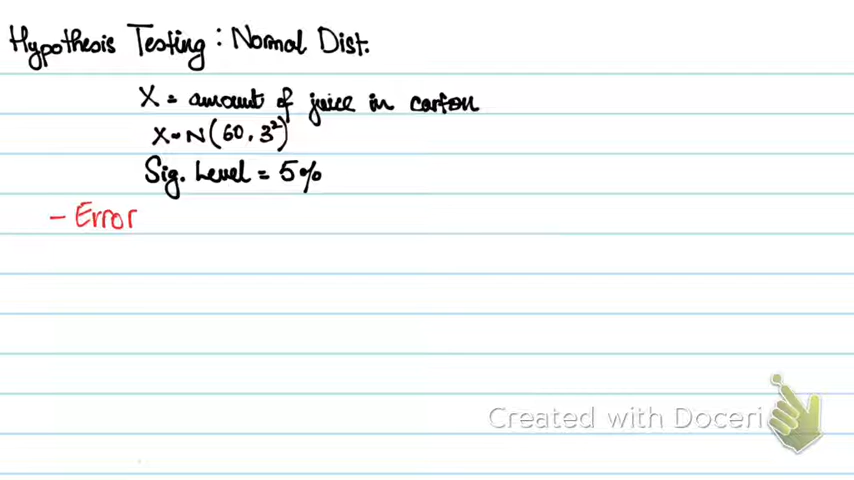 Hypothesis Testing : Normal Dist.
X = amount of juice in carton
X ~ N(60, 3²)
Sig. Level = 5%
- Error
Created with Doceri